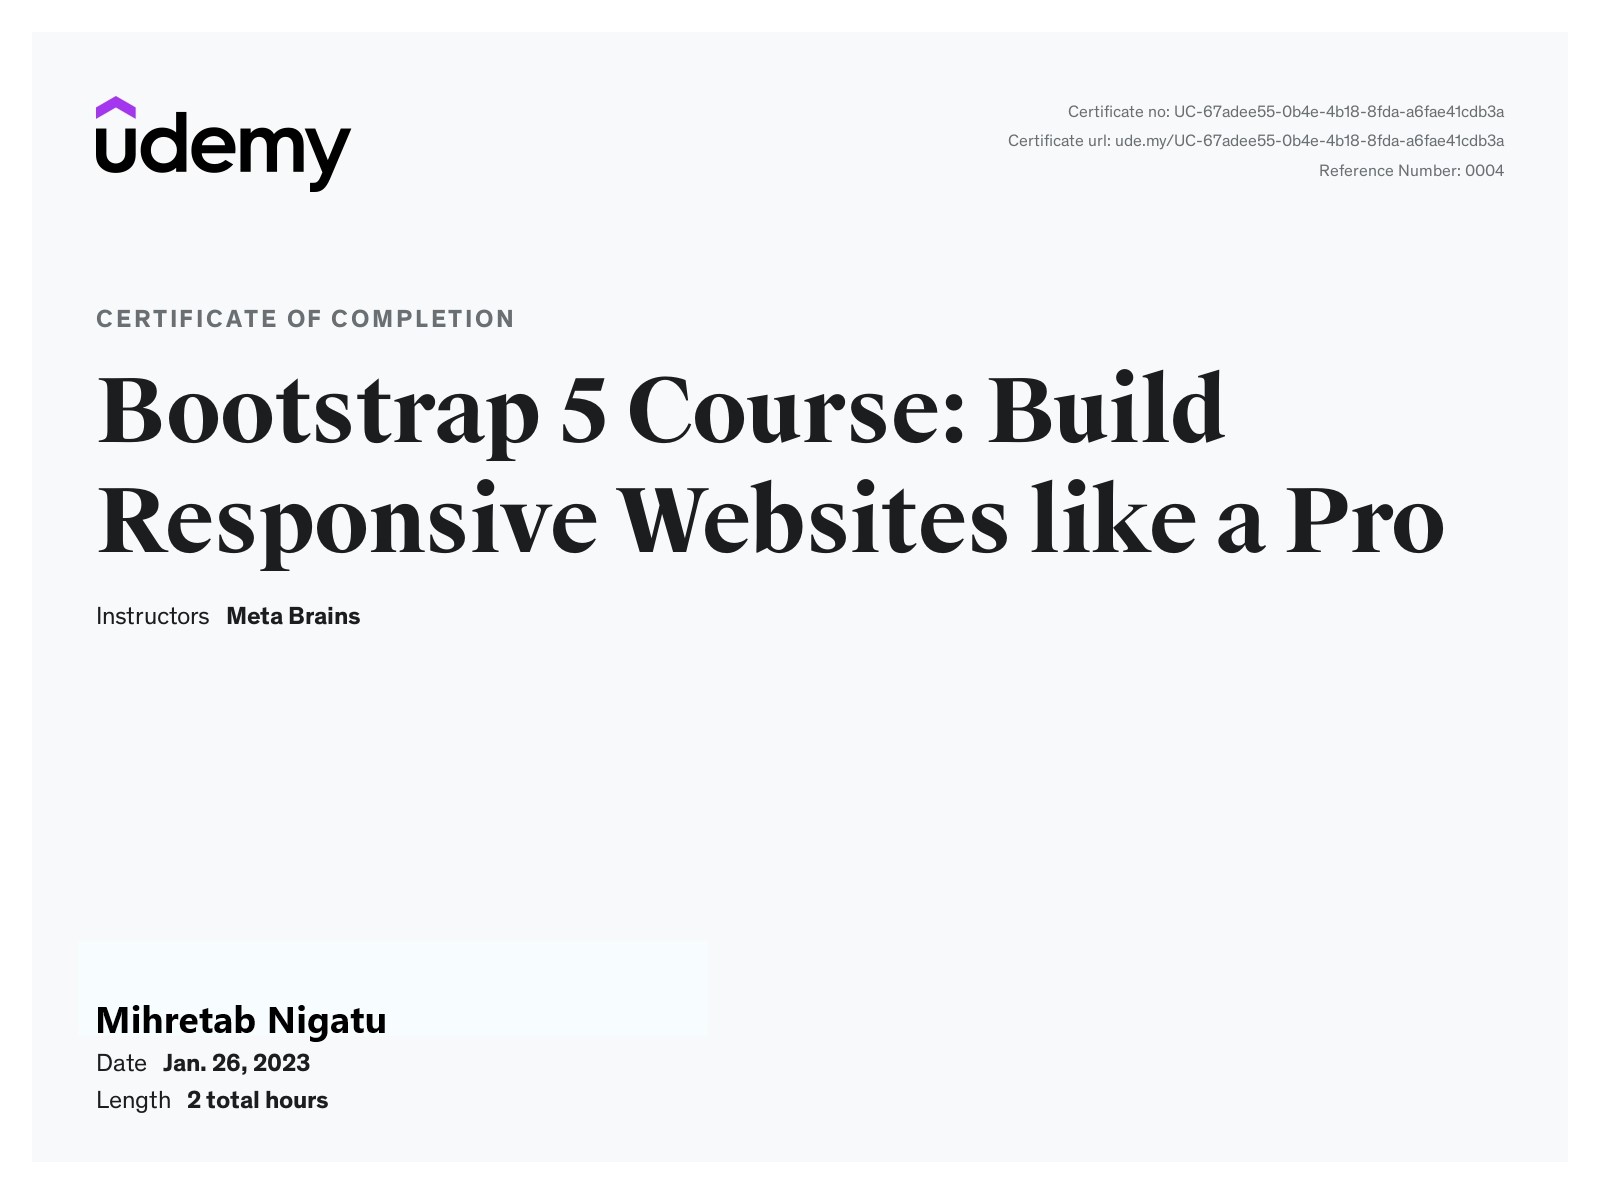 udemy
Certificate no: UC-67adee55-0b4e-4b18-8fda-a6fae41cdb3a
Certificate url: ude.my/UC-67adee55-0b4e-4b18-8fda-a6fae41cdb3a
Reference Number: 0004
CERTIFICATE OF COMPLETION
Bootstrap 5 Course: Build
Responsive Websites like a Pro
Instructors Meta Brains
Mihretab Nigatu
Date Jan. 26, 2023
Length 2 total hours